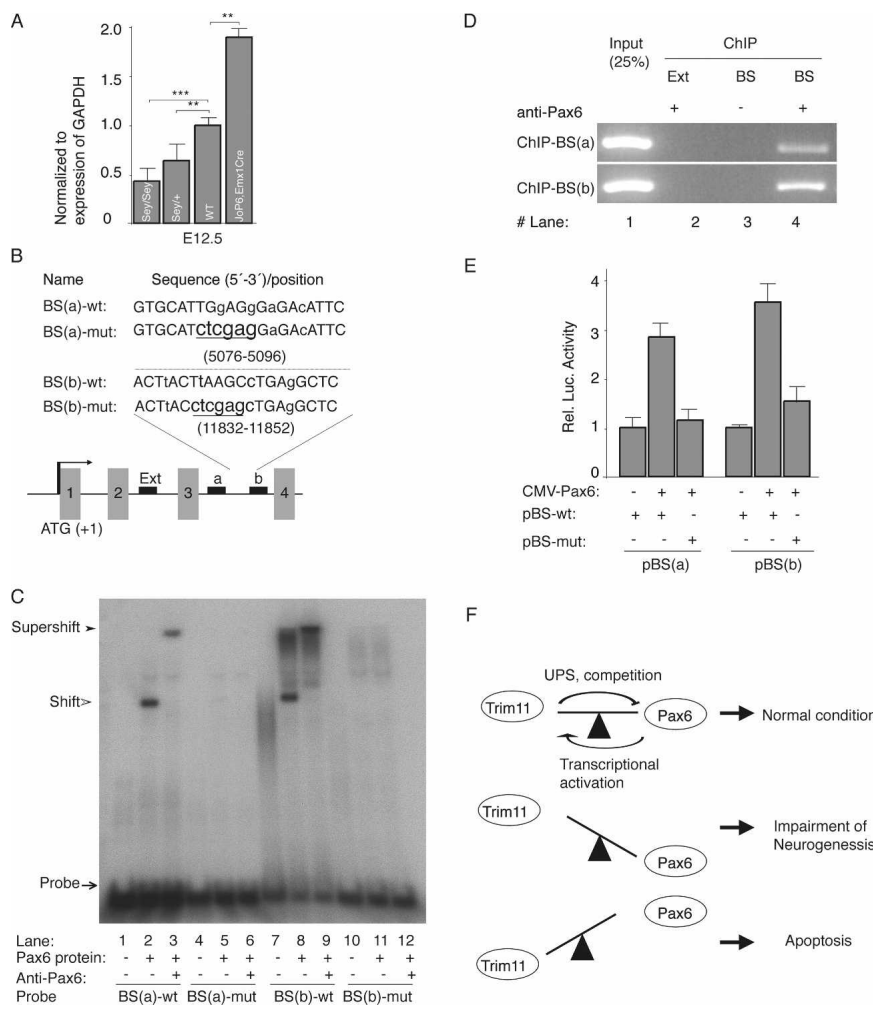 A
Normalized to
expression of GAPDH
2.0
1.5
1.0
0.5
0
***
**
**
Sey/Sey
Sey/+
WT
JoP6,Emx1Cre
E12.5
B
Name Sequence (5´-3´)/position
BS(a)-wt: GTGCATTGgAGgGaGAcATTC
BS(a)-mut: GTGCATctcgagGaGAcATTC
(5076-5096)
BS(b)-wt: ACTtACTtAAGCcTGAgGCTC
BS(b)-mut: ACTtACctcgagcTGAgGCTC
(11832-11852)
1 2 Ext 3 a b 4
ATG (+1)
C
Supershift
Shift
Probe
Lane: 1 2 3 4 5 6 7 8 9 10 11 12
Pax6 protein: - + + - + + - + + - + +
Anti-Pax6: - - + - - + - - + - - +
Probe BS(a)-wt BS(a)-mut BS(b)-wt BS(b)-mut
D
Input (25%)
ChIP
Ext BS BS
anti-Pax6 + - +
ChIP-BS(a)
ChIP-BS(b)
# Lane: 1 2 3 4
E
Rel. Luc. Activity
4
3
2
1
0
CMV-Pax6: - + + - + +
pBS-wt: + + - + + -
pBS-mut: - - + - - +
pBS(a) pBS(b)
F
UPS, competition
Trim11 Pax6 Normal condition
Transcriptional
activation
Trim11
Pax6
Impairment of
Neurogenessis
Pax6
Trim11
Apoptosis